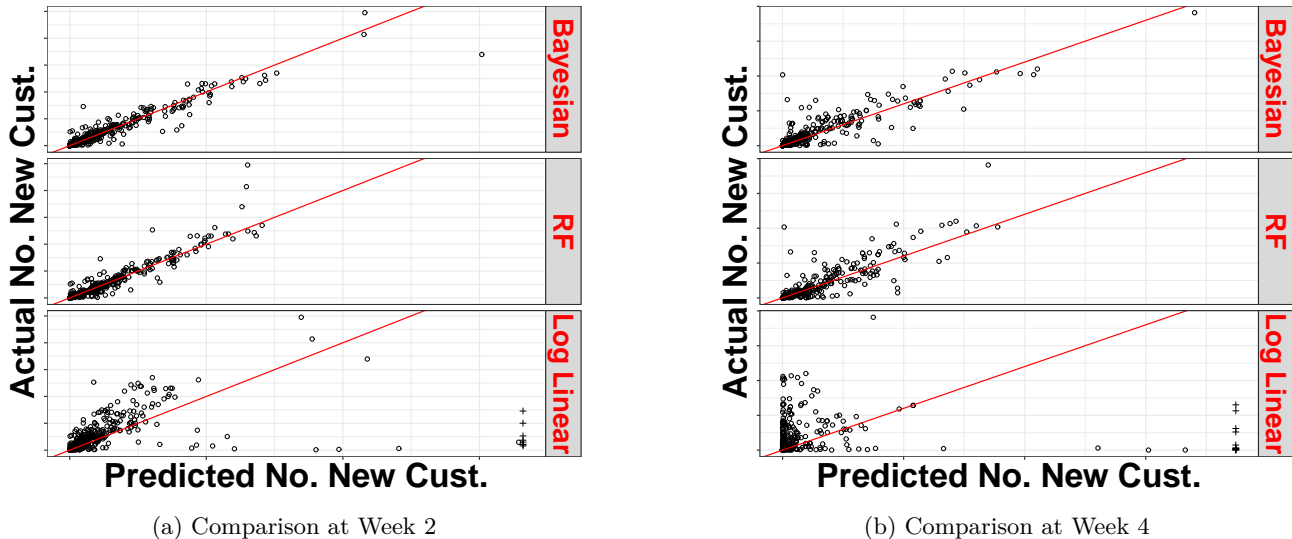 Actual No. New Cust.
Bayesian
RF
Log Linear
Predicted No. New Cust.
(a) Comparison at Week 2
Actual No. New Cust.
Bayesian
RF
Log Linear
Predicted No. New Cust.
(b) Comparison at Week 4